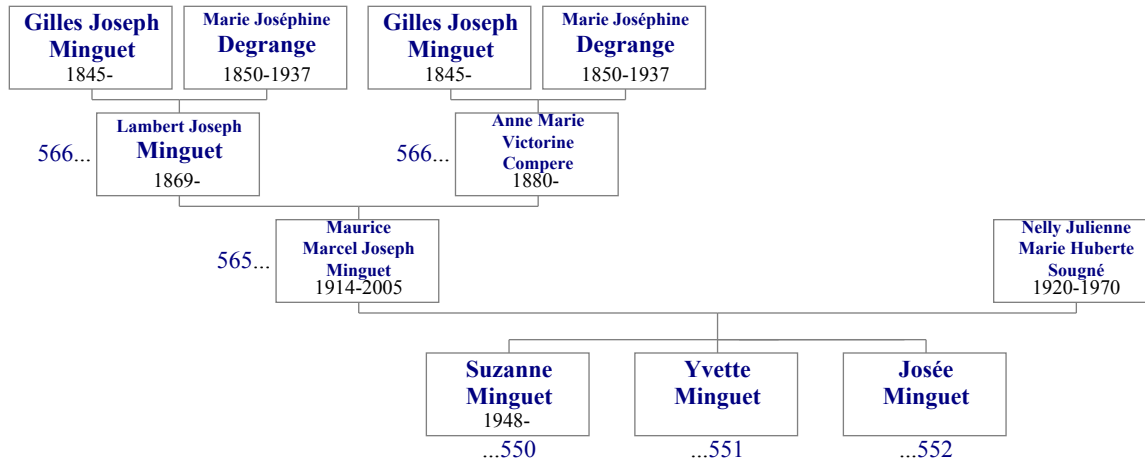 Gilles Joseph
Minguet
1845-
Marie Joséphine
Degrange
1850-1937
Gilles Joseph
Minguet
1845-
Marie Joséphine
Degrange
1850-1937
566...
Lambert Joseph
Minguet
1869-
566...
Anne Marie
Victorine
Compere
1880-
565...
Maurice
Marcel Joseph
Minguet
1914-2005
Nelly Julienne
Marie Huberte
Sougné
1920-1970
Suzanne
Minguet
1948-
...550
Yvette
Minguet
...551
Josée
Minguet
...552